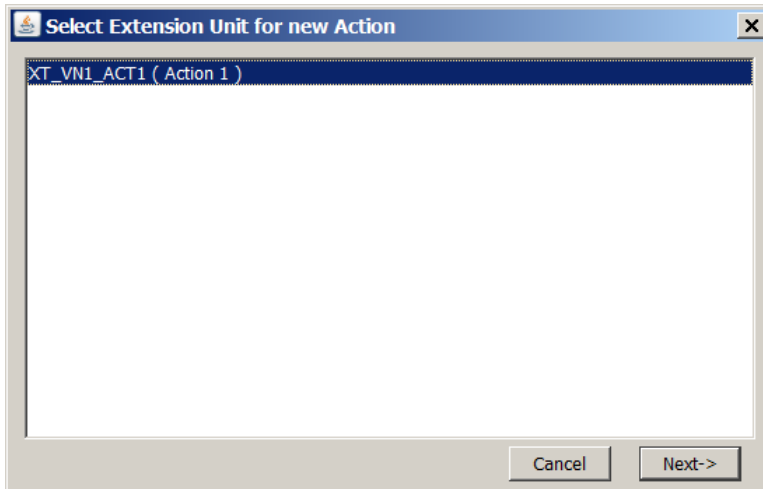 Select Extension Unit for new Action
XT_VN1_ACT1 ( Action 1 )
Cancel
Next->